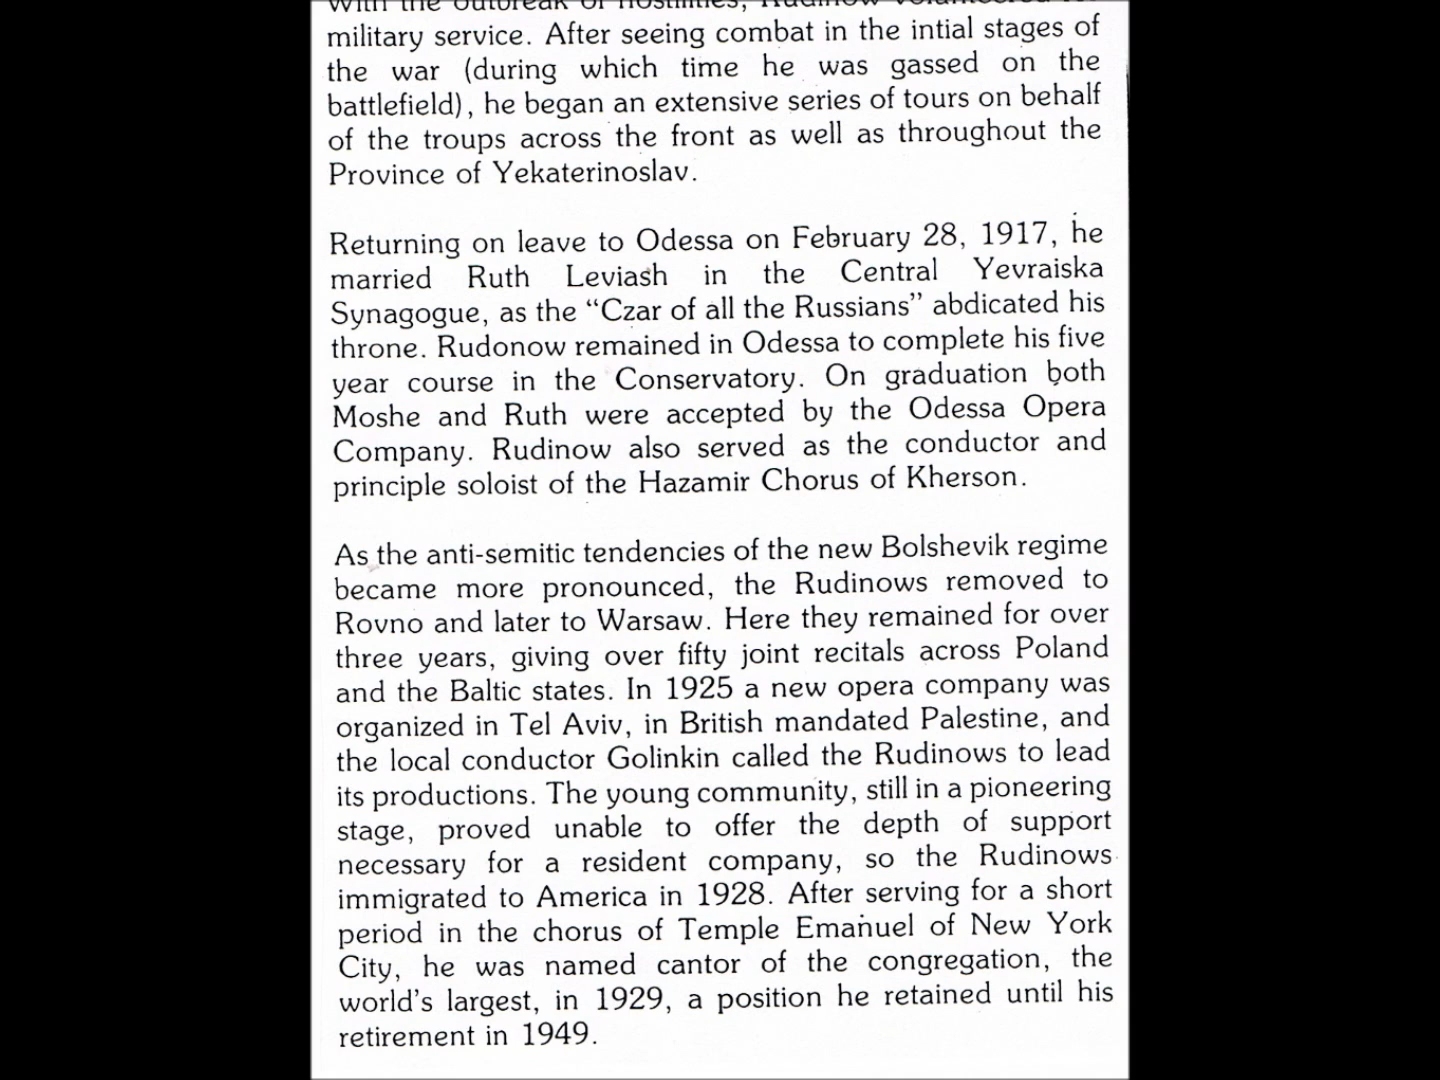 With the outbreak of hostilities, Rudinow volunteered for
military service. After seeing combat in the intial stages of
the war (during which time he was gassed on the
battlefield), he began an extensive series of tours on behalf
of the troups across the front as well as throughout the
Province of Yekaterinoslav.
Returning on leave to Odessa on February 28, 1917, he
married Ruth Leviash in the Central Yevraiska
Synagogue, as the “Czar of all the Russians” abdicated his
throne. Rudonow remained in Odessa to complete his five
year course in the Conservatory. On graduation both
Moshe and Ruth were accepted by the Odessa Opera
Company. Rudinow also served as the conductor and
principle soloist of the Hazamir Chorus of Kherson.
As the anti-semitic tendencies of the new Bolshevik regime
became more pronounced, the Rudinows removed to
Rovno and later to Warsaw. Here they remained for over
three years, giving over fifty joint recitals across Poland
and the Baltic states. In 1925 a new opera company was
organized in Tel Aviv, in British mandated Palestine, and
the local conductor Golinkin called the Rudinows to lead
its productions. The young community, still in a pioneering
stage, proved unable to offer the depth of support
necessary for a resident company, so the Rudinows
immigrated to America in 1928. After serving for a short
period in the chorus of Temple Emanuel of New York
City, he was named cantor of the congregation, the
world’s largest, in 1929, a position he retained until his
retirement in 1949.